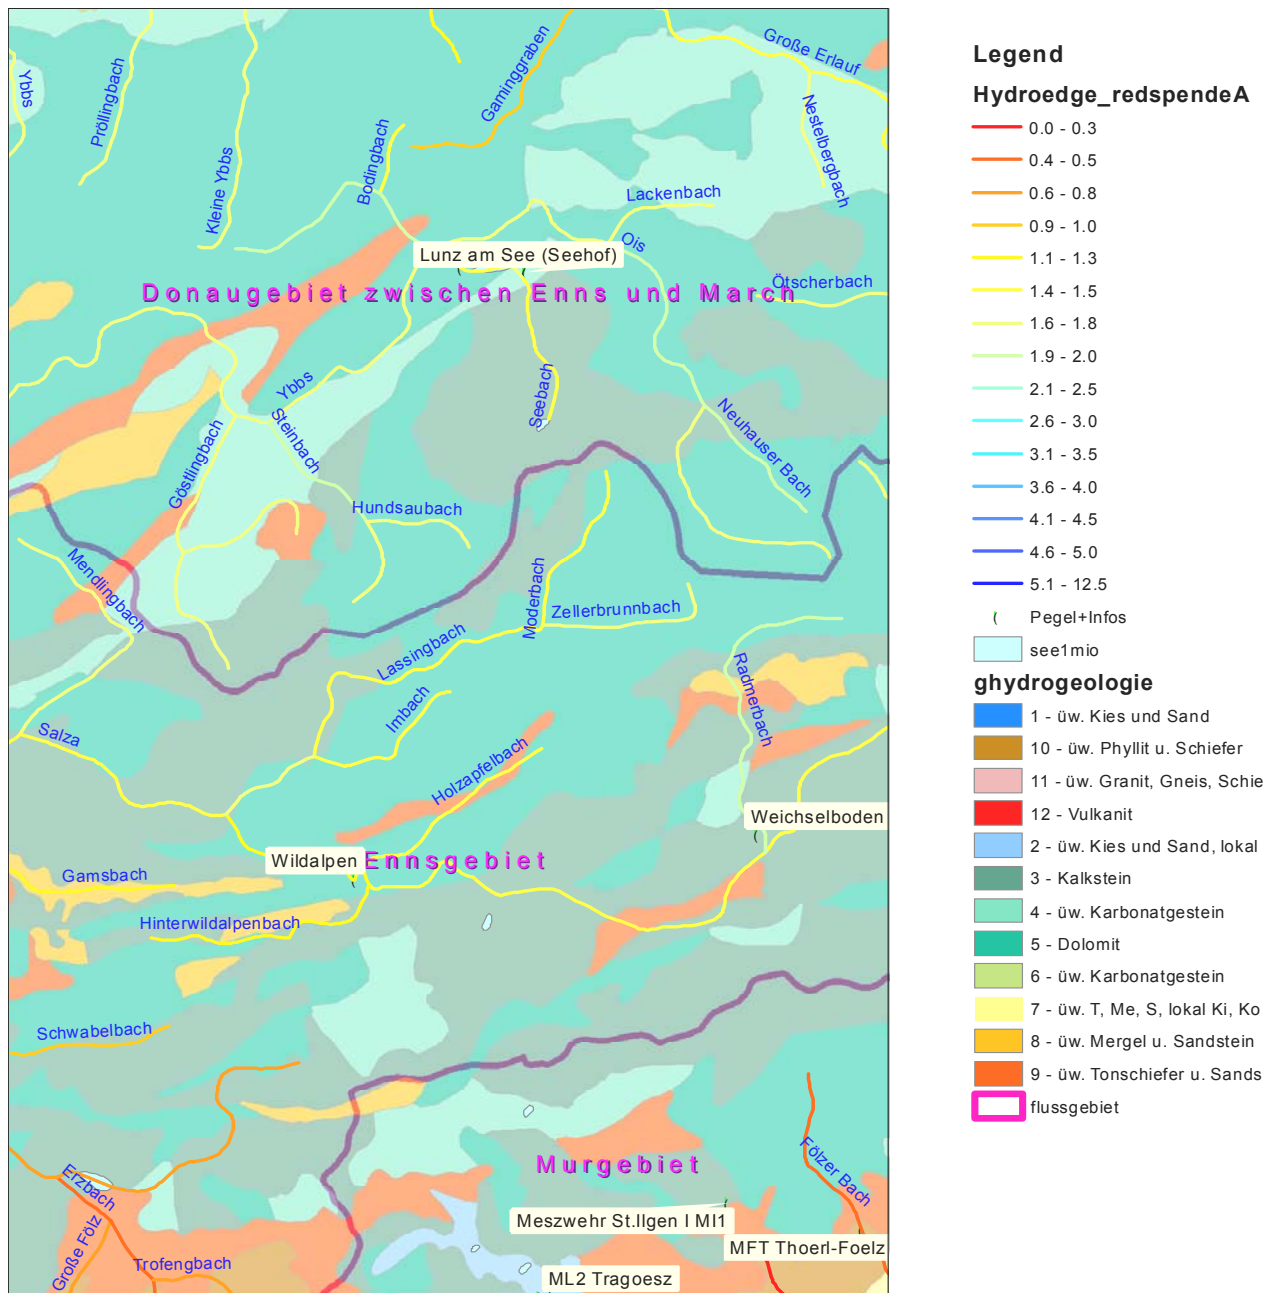 Große Erlauf
Gaminggraben
Ybbs
Pröllingbach
Nestelbergbach
Bodingbach
Kleine Ybbs
Lackenbach
Ois
Lunz am See (Seehof)
Ötscherbach
Donaugebiet zwischen Enns und March
Ybbs
Seebach
Steinbach
Göstlingbach
Neuhauser Bach
Hundsaubach
Mendlingbach
Moderbach
Zellerbrunnbach
Lassingbach
Radmerbach
Imbach
Salza
Holzapfelbach
Weichselboden
Wildalpen
Ennsgebiet
Gamsbach
Hinterwildalpenbach
Schwabelbach
Murgebiet
Fölzer Bach
Erzbach
Große Fölz
Meszwehr St.Ilgen I MI1
MFT Thoerl-Foelz
Trofengbach
ML2 Tragoesz
Legend
Hydroedge_redspendeA
0.0 - 0.3
0.4 - 0.5
0.6 - 0.8
0.9 - 1.0
1.1 - 1.3
1.4 - 1.5
1.6 - 1.8
1.9 - 2.0
2.1 - 2.5
2.6 - 3.0
3.1 - 3.5
3.6 - 4.0
4.1 - 4.5
4.6 - 5.0
5.1 - 12.5
Pegel+Infos
see1mio
ghydrogeologie
1 - üw. Kies und Sand
10 - üw. Phyllit u. Schiefer
11 - üw. Granit, Gneis, Schie
12 - Vulkanit
2 - üw. Kies und Sand, lokal
3 - Kalkstein
4 - üw. Karbonatgestein
5 - Dolomit
6 - üw. Karbonatgestein
7 - üw. T, Me, S, lokal Ki, Ko
8 - üw. Mergel u. Sandstein
9 - üw. Tonschiefer u. Sands
flussgebiet